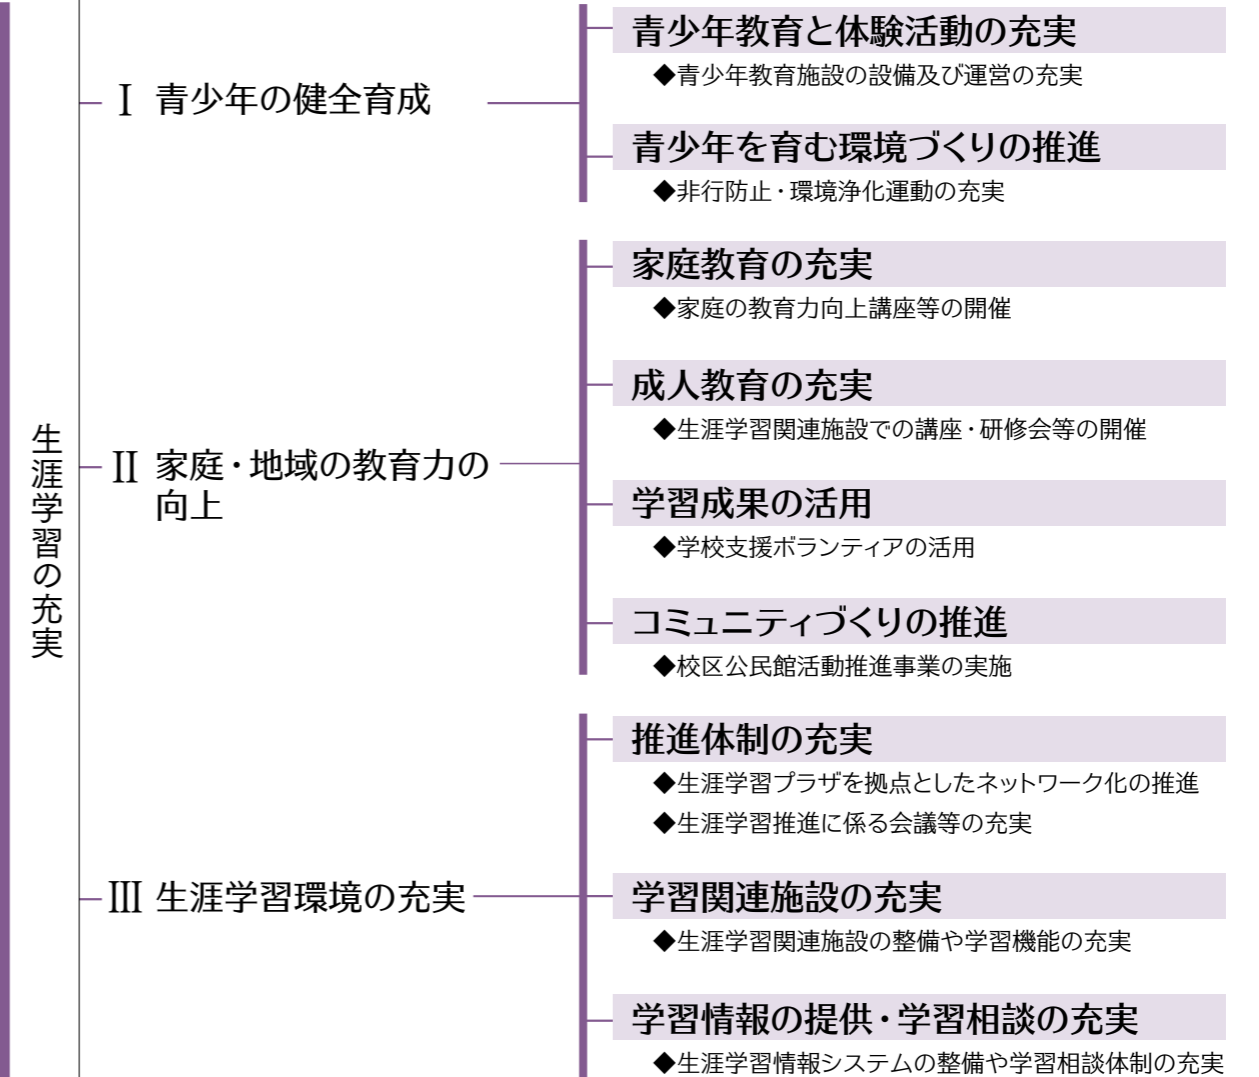 生涯学習の充実
Ⅰ 青少年の健全育成
青少年教育と体験活動の充実
◆青少年教育施設の設備及び運営の充実
青少年を育む環境づくりの推進
◆非行防止・環境浄化運動の充実
Ⅱ 家庭・地域の教育力の
向上
家庭教育の充実
◆家庭の教育力向上講座等の開催
成人教育の充実
◆生涯学習関連施設での講座・研修会等の開催
学習成果の活用
◆学校支援ボランティアの活用
コミュニティづくりの推進
◆校区公民館活動推進事業の実施
Ⅲ 生涯学習環境の充実
推進体制の充実
◆生涯学習プラザを拠点としたネットワーク化の推進
◆生涯学習推進に係る会議等の充実
学習関連施設の充実
◆生涯学習関連施設の整備や学習機能の充実
学習情報の提供・学習相談の充実
◆生涯学習情報システムの整備や学習相談体制の充実